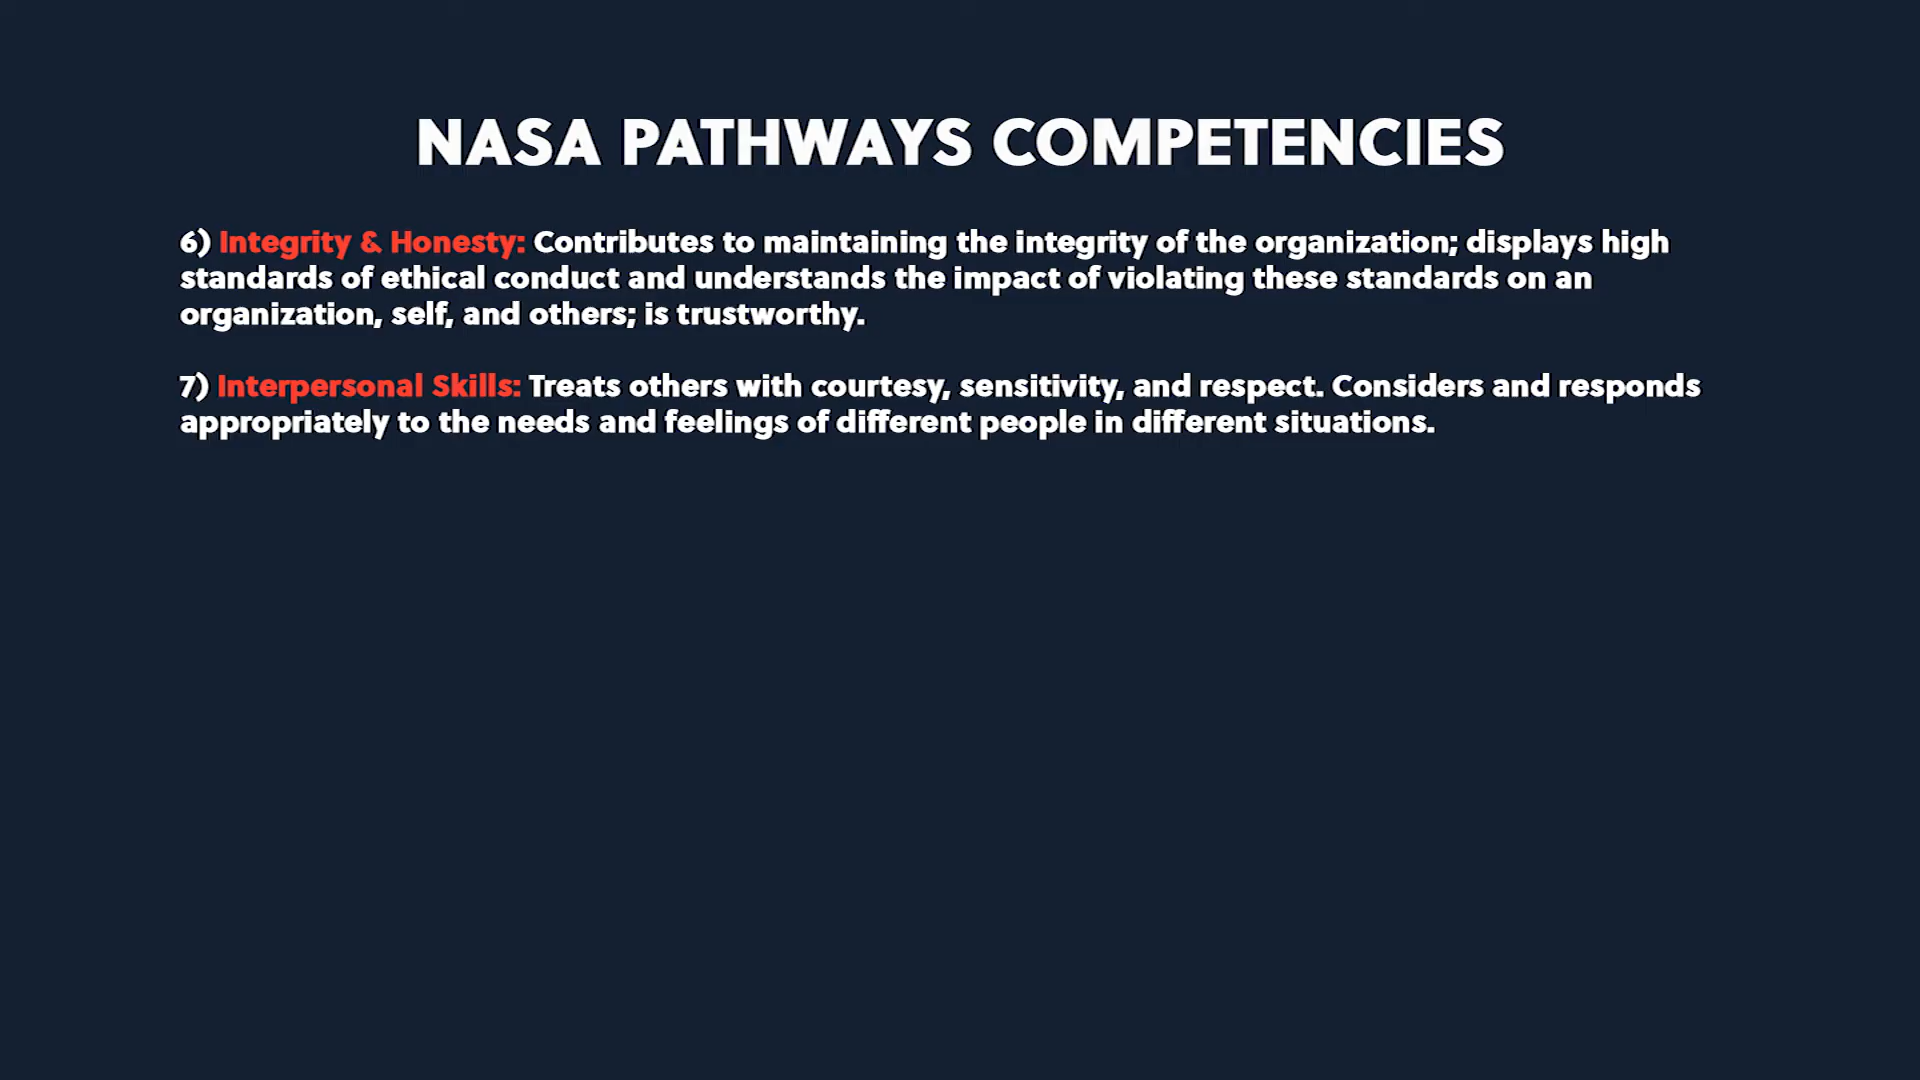 NASA PATHWAYS COMPETENCIES
6) Integrity & Honesty: Contributes to maintaining the integrity of the organization; displays high
standards of ethical conduct and understands the impact of violating these standards on an
organization, self, and others; is trustworthy.
7) Interpersonal Skills: Treats others with courtesy, sensitivity, and respect. Considers and responds
appropriately to the needs and feelings of different people in different situations.